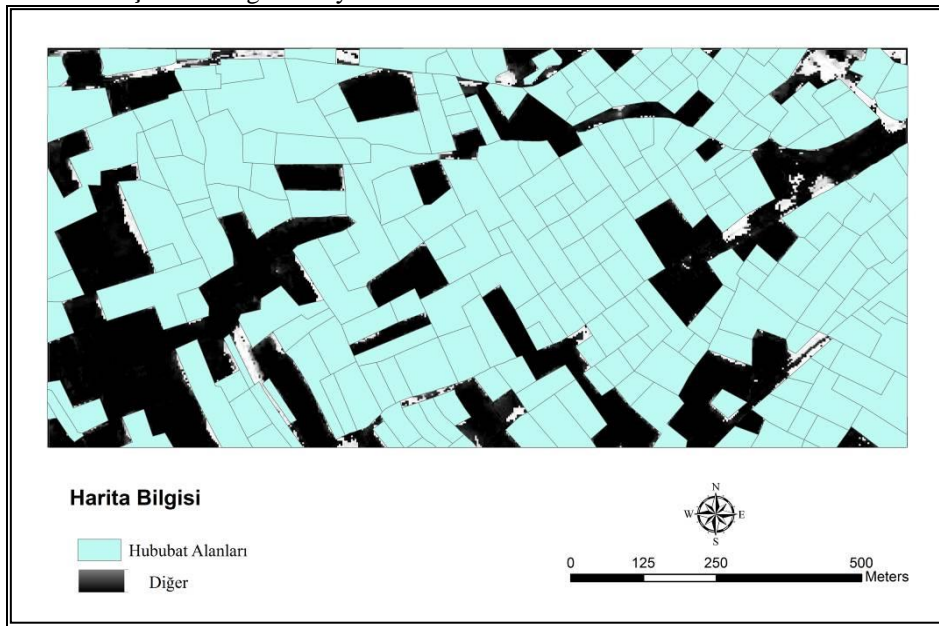 Harita Bilgisi
Hububat Alanları
Diğer
N
W E
S
0 125 250 500
Meters